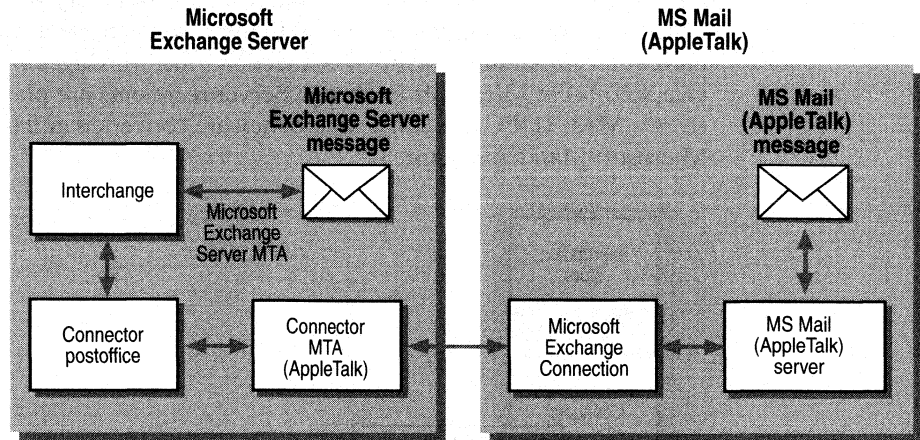 Microsoft
Exchange Server
MS Mail
(AppleTalk)
Microsoft
Exchange Server
message
Interchange
Microsoft
Exchange
Server MTA
Connector
postoffice
Connector
MTA
(AppleTalk)
MS Mail
(AppleTalk)
message
Microsoft
Exchange
Connection
MS Mail
(AppleTalk)
server